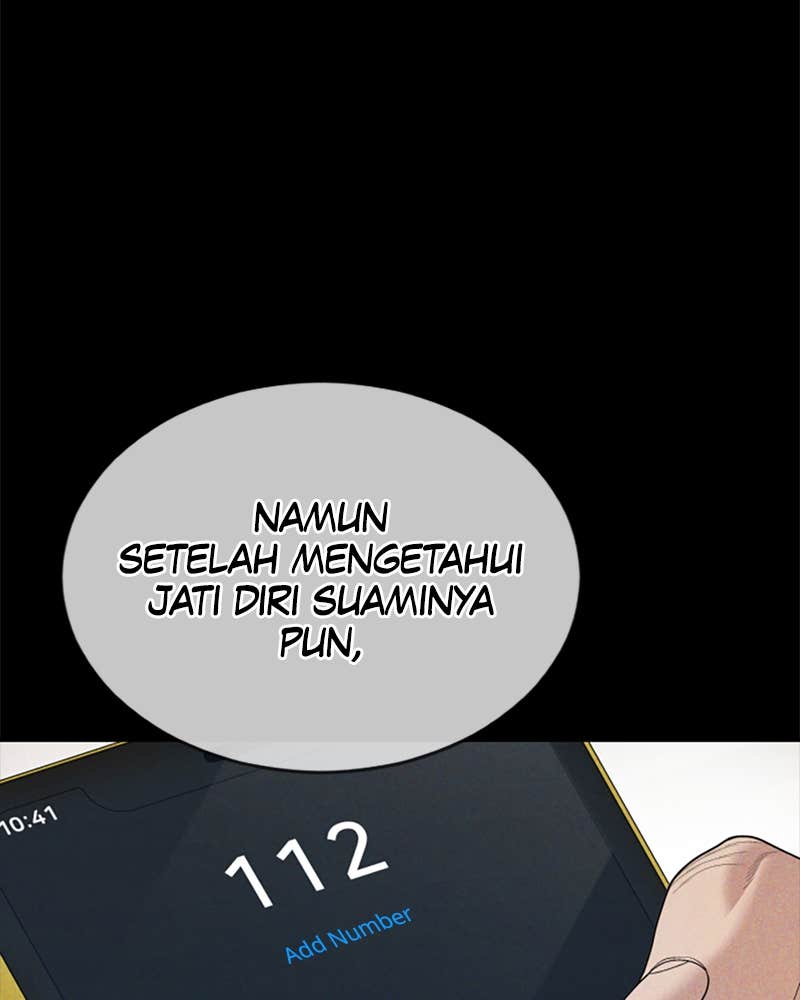 NAMUN
SETELAH MENGETAHUI
JATI DIRI SUAMINYA
PUN,
10:41
112
Add Number